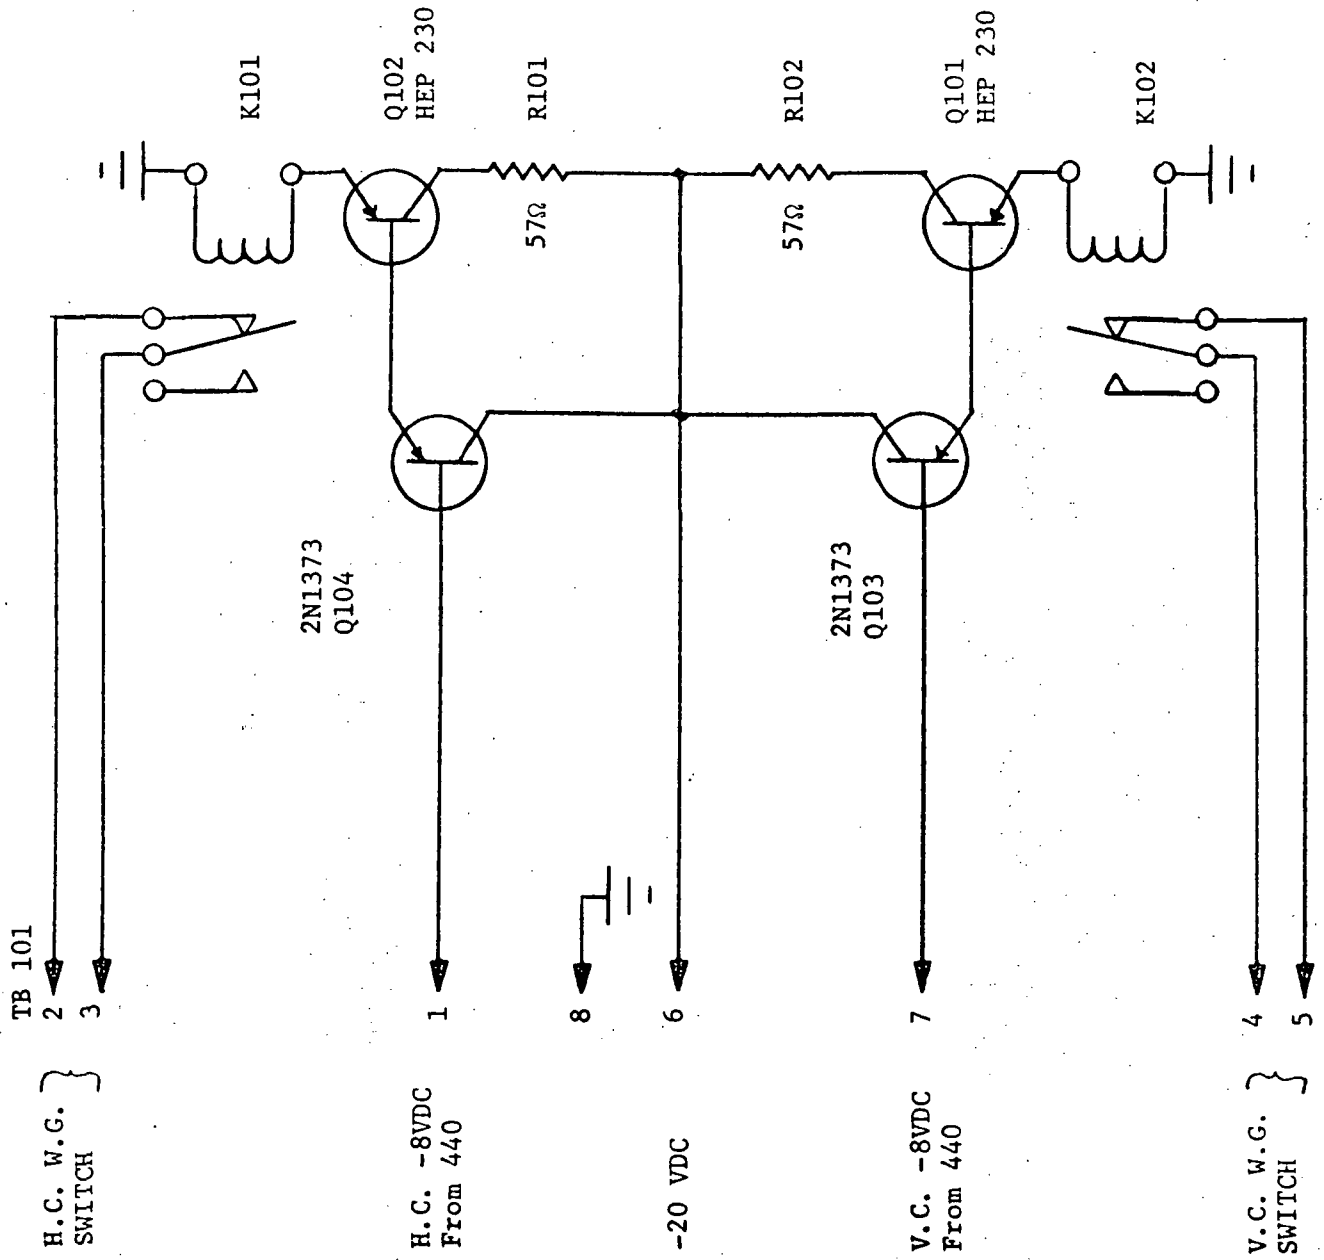 TB 101
H.C. W.G.
SWITCH
2
3
H.C. -8VDC
From 440
1
8
-20 VDC
6
V.C. -8VDC
From 440
7
V.C. W.G.
SWITCH
4
5
2N1373
Q104
2N1373
Q103
K101
Q102
HEP 230
R101
57Ω
R102
57Ω
Q101
HEP 230
K102